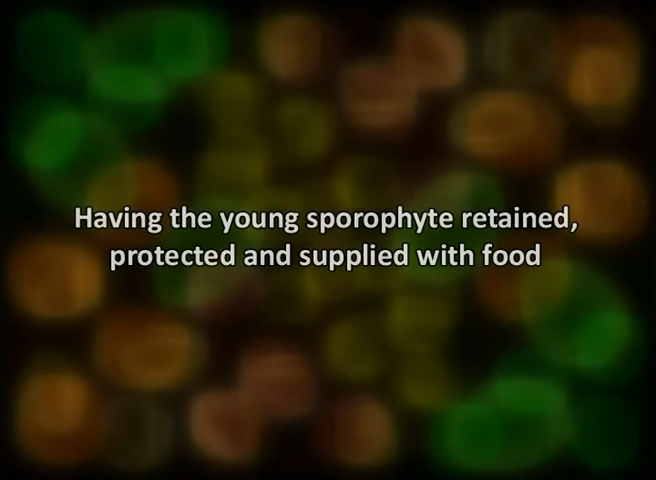 Having the young sporophyte retained,
protected and supplied with food